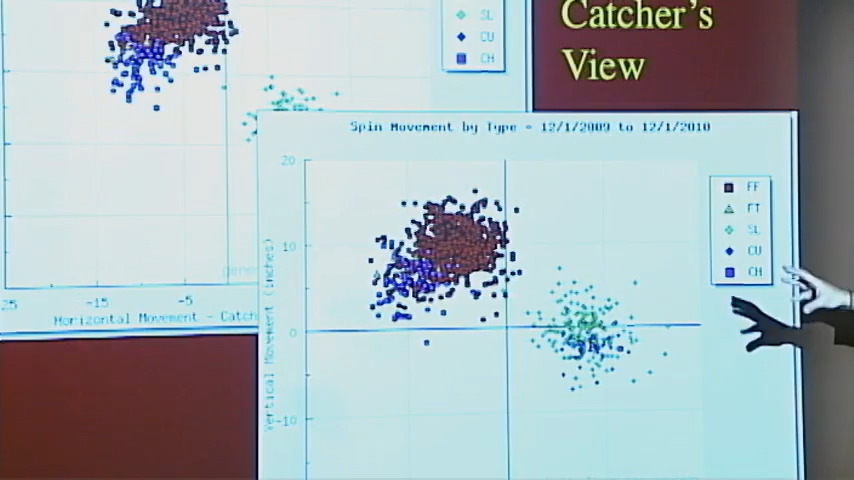 Catcher's
View
SL
CU
CH
25
-15
-5
Horizontal Movement - Catch
Spin Movement by Type - 12/1/2009 to 12/1/2010
20
10
0
-10
Vertical Movement (Inches)
FF
FT
SL
CU
CH